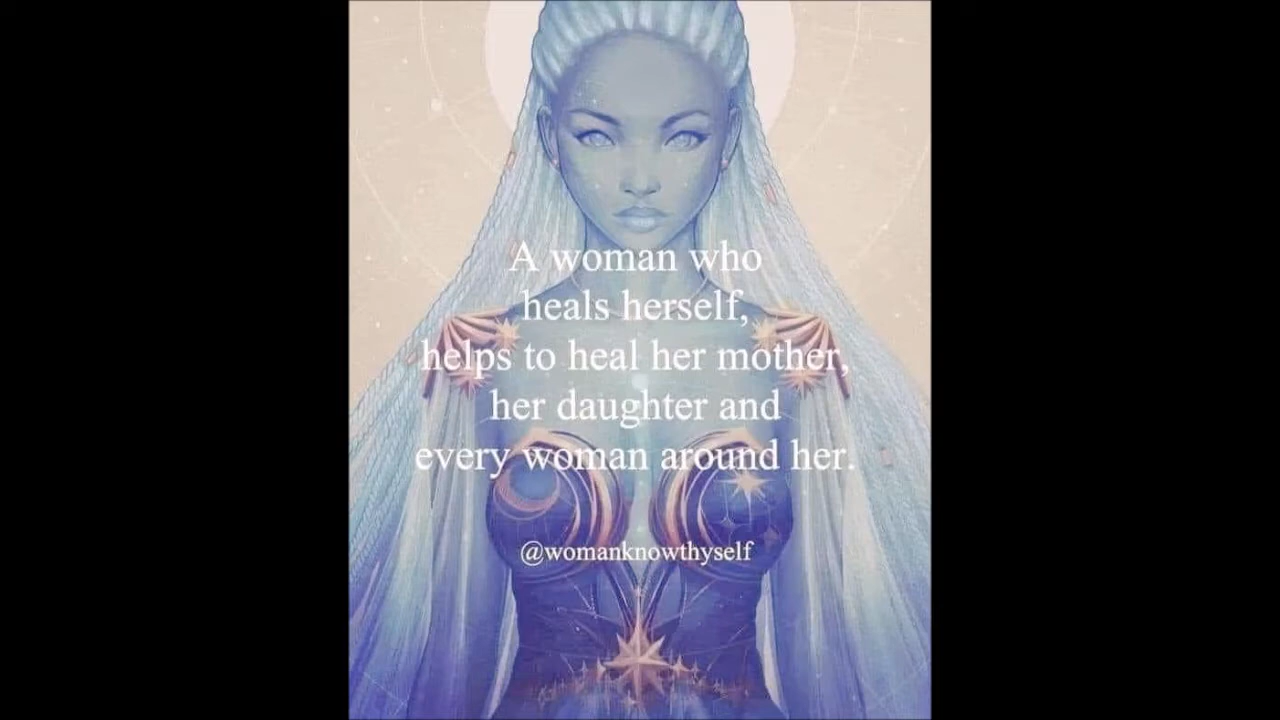 A woman who
heals herself,
helps to heal her mother,
her daughter and
every woman around her.
@womanknowthyself